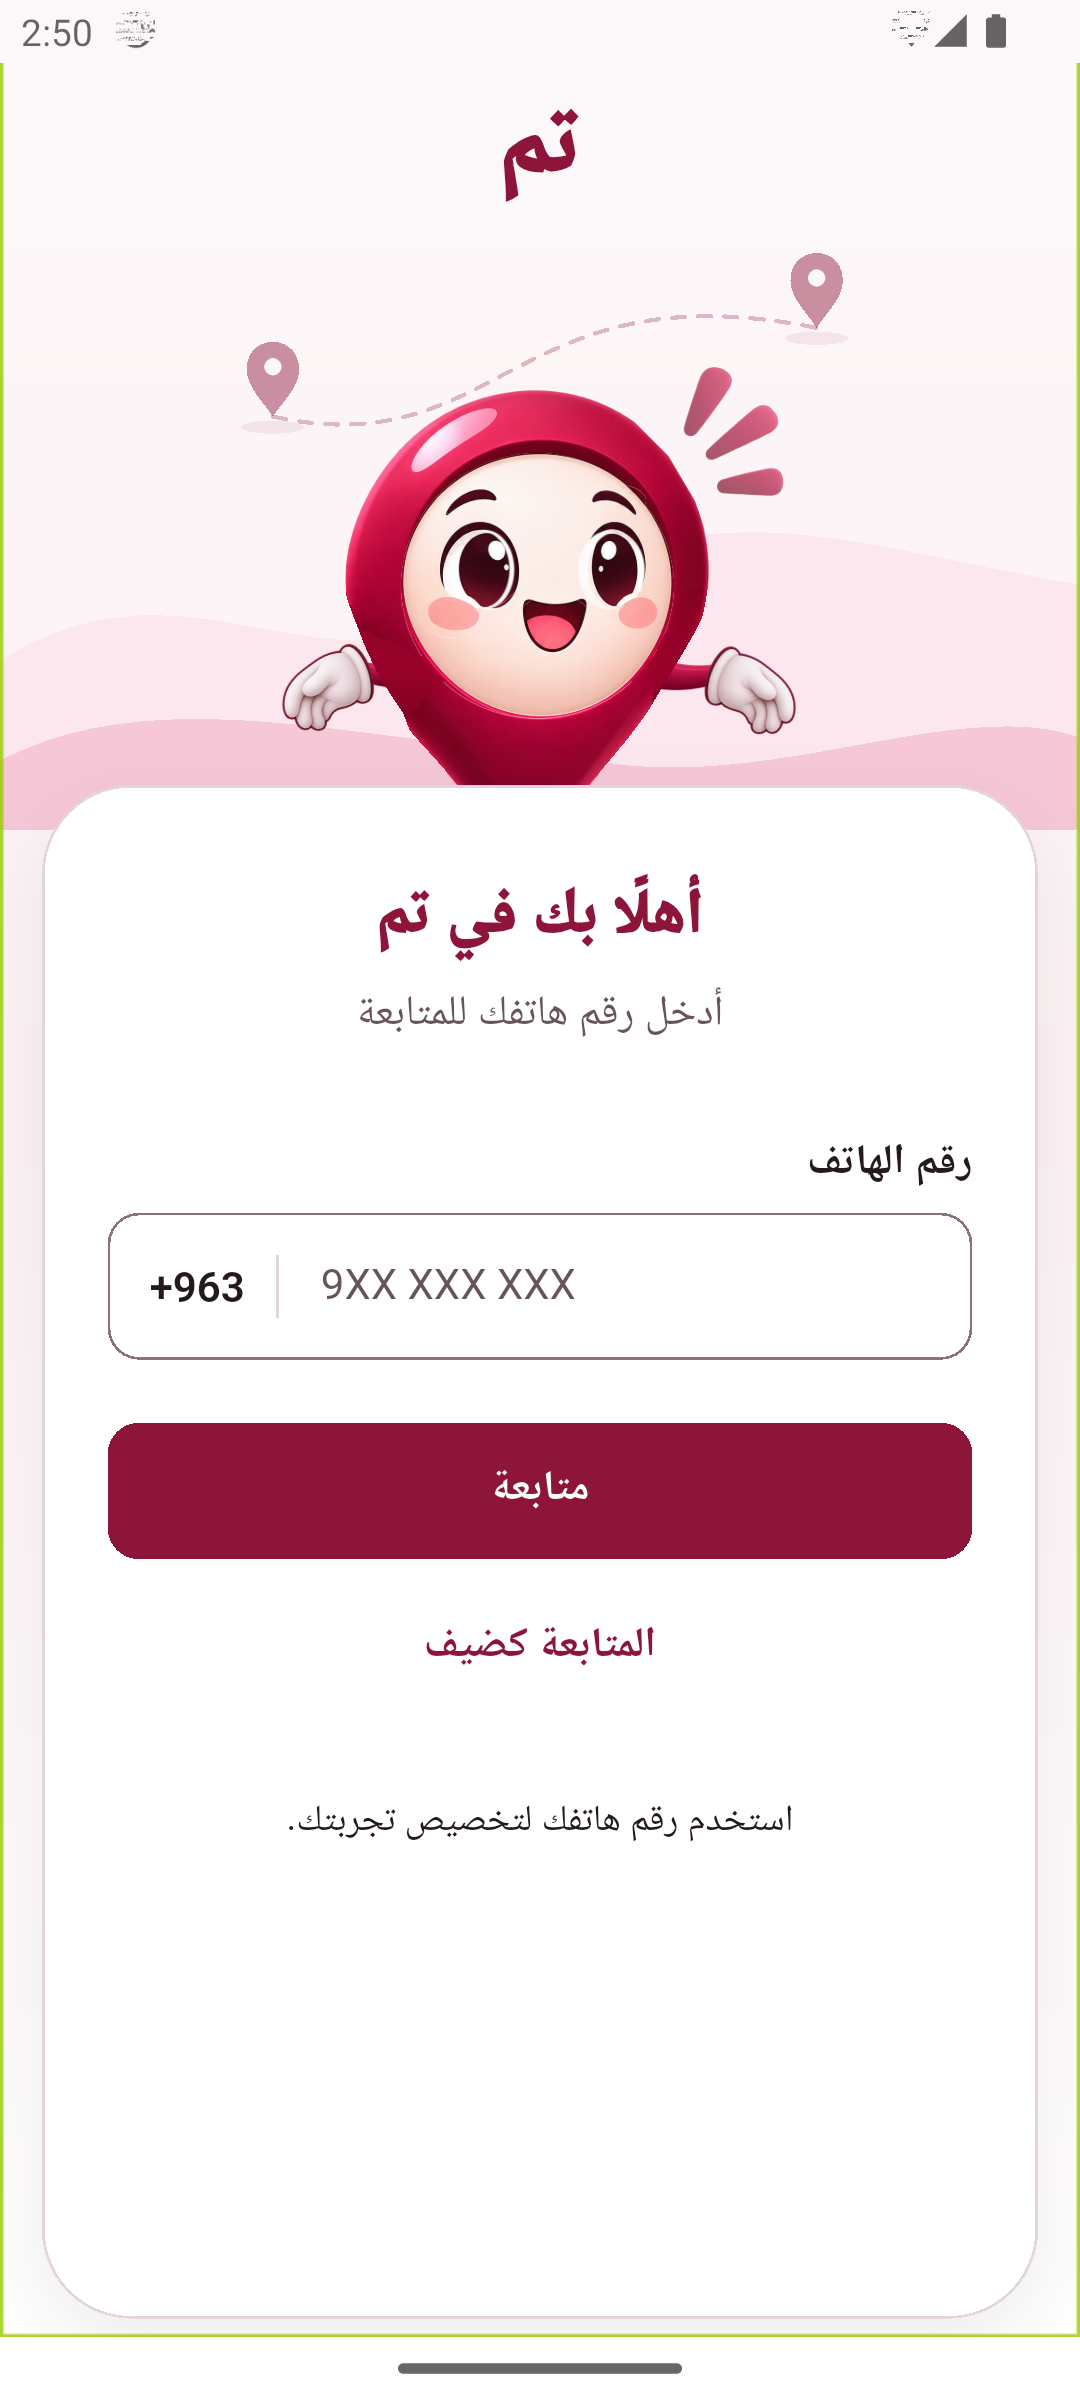 2:50
تم
أهلًا بك في تم
أدخل رقم هاتفك للمتابعة
رقم الهاتف
+963 9XX XXX XXX
متابعة
المتابعة كضيف
استخدم رقم هاتفك لتخصيص تجربتك.